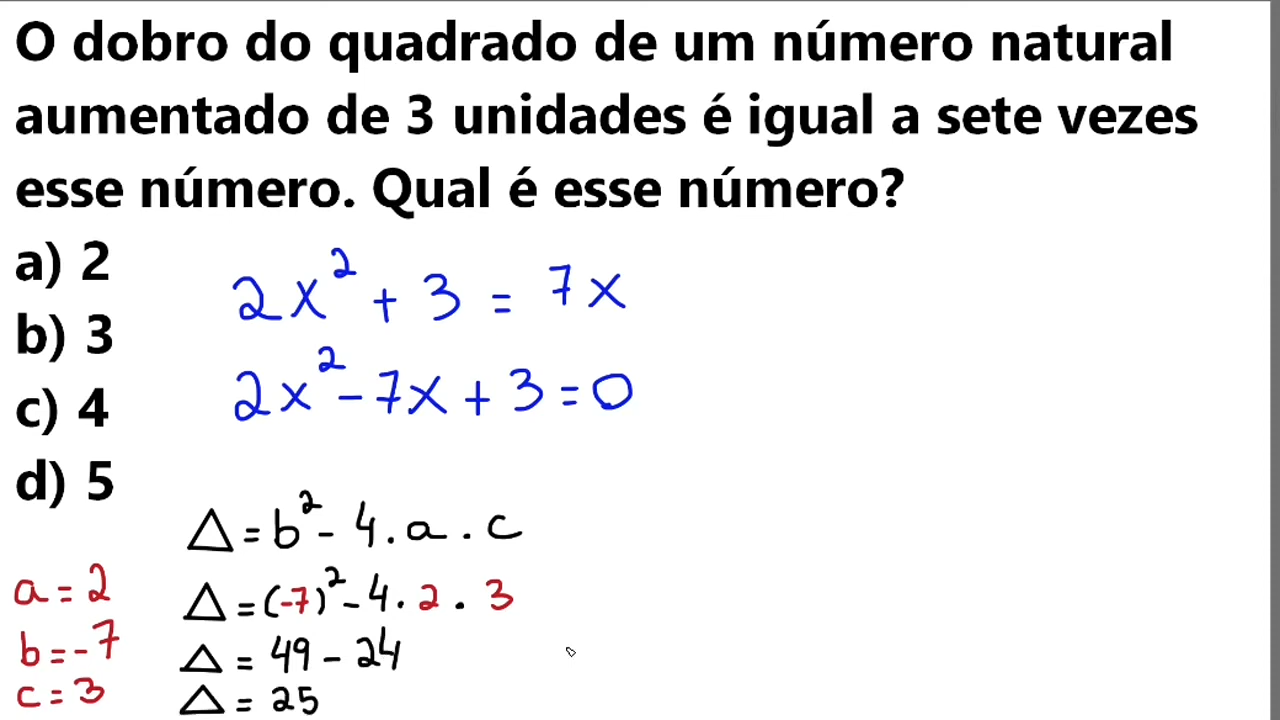 O dobro do quadrado de um número natural
aumentado de 3 unidades é igual a sete vezes
esse número. Qual é esse número?
a) 2
b) 3
c) 4
d) 5
2x² + 3 = 7x
2x² - 7x + 3 = 0
Δ = b² - 4 . a . c
a = 2
Δ = (-7)² - 4 . 2 . 3
b = -7
Δ = 49 - 24
c = 3
Δ = 25